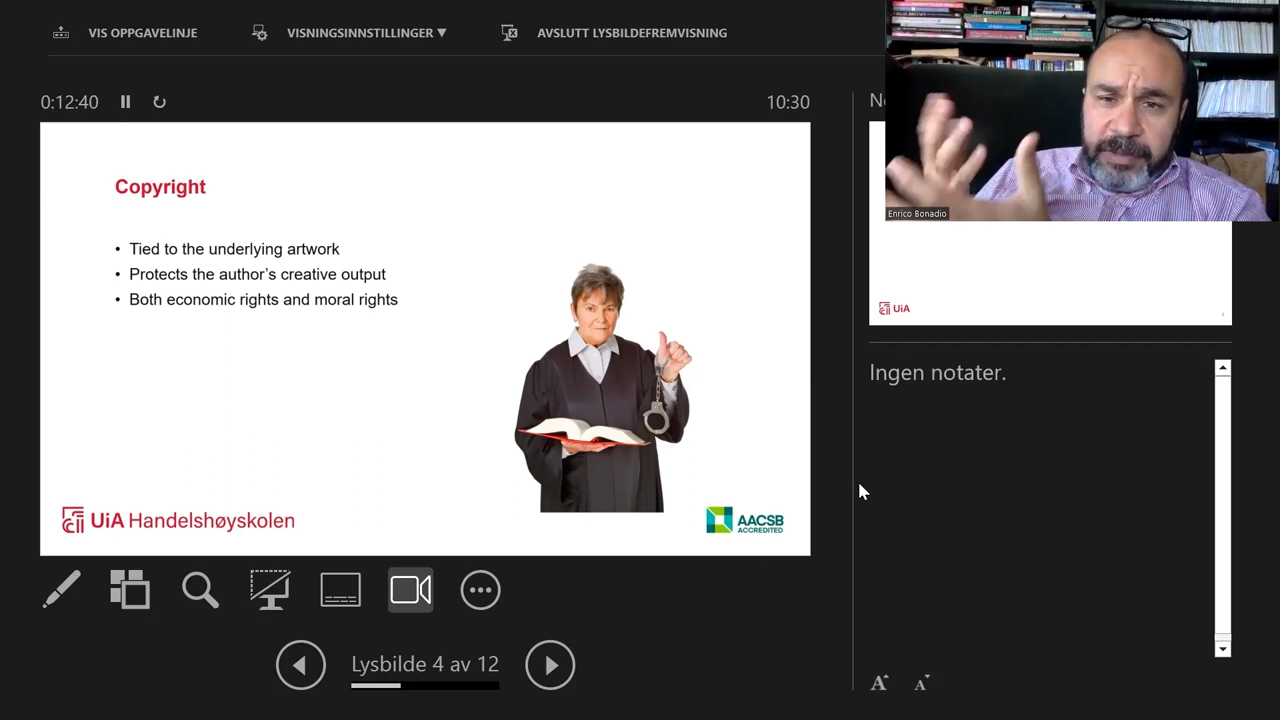 VIS OPPGAVELINJE
VISNINGSINNSTILLINGER ▼
AVSLUTT LYSBILDEFREMVISNING
0:12:40
10:30
Copyright
• Tied to the underlying artwork
• Protects the author's creative output
• Both economic rights and moral rights
UiA Handelshøyskolen
AACSB
ACCREDITED
Lysbilde 4 av 12
Enrico Bonadio
UiA
Ingen notater.
A A